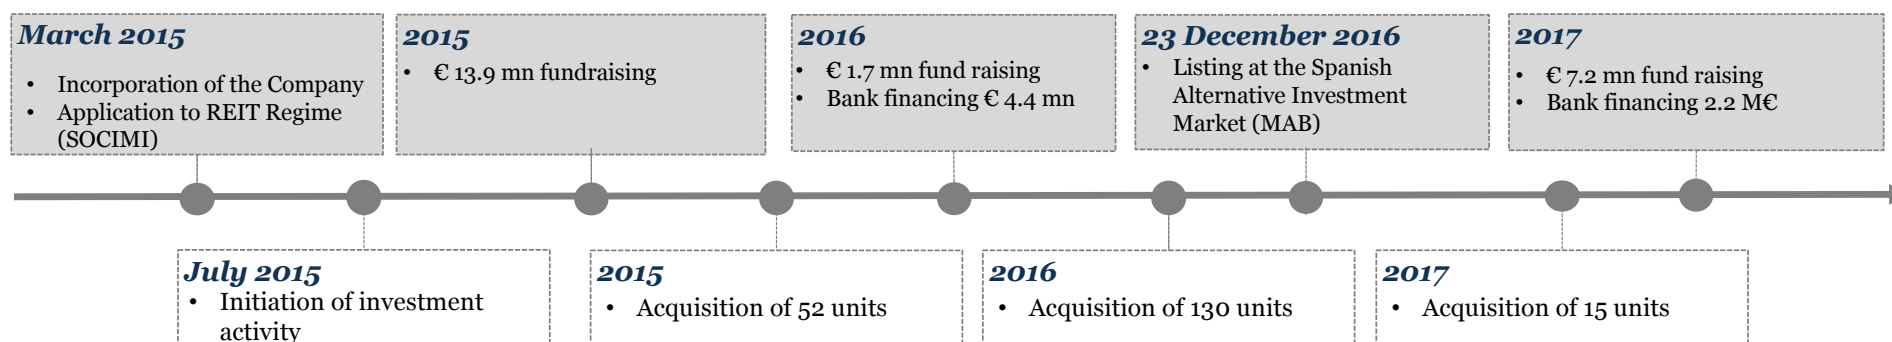 March 2015
• Incorporation of the Company
• Application to REIT Regime
(SOCIMI)
2015
• € 13.9 mn fundraising
2016
• € 1.7 mn fund raising
• Bank financing € 4.4 mn
23 December 2016
• Listing at the Spanish
Alternative Investment
Market (MAB)
2017
• € 7.2 mn fund raising
• Bank financing 2.2 M€
July 2015
• Initiation of investment
activity
2015
• Acquisition of 52 units
2016
• Acquisition of 130 units
2017
• Acquisition of 15 units